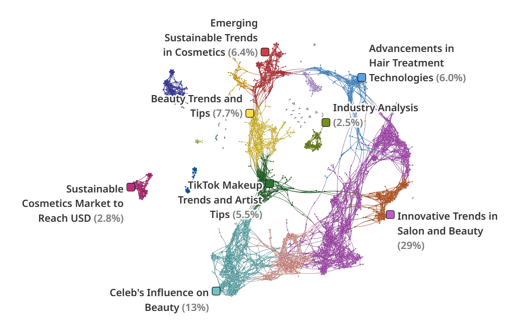 Emerging
Sustainable Trends
in Cosmetics (6.4%)
Advancements in
Hair Treatment
Technologies (6.0%)
Beauty Trends and
Tips (7.7%)
Industry Analysis
(2.5%)
Sustainable
Cosmetics Market to
Reach USD (2.8%)
TikTok Makeup
Trends and Artist
Tips (5.5%)
Innovative Trends in
Salon and Beauty
(29%)
Celeb's Influence on
Beauty (13%)